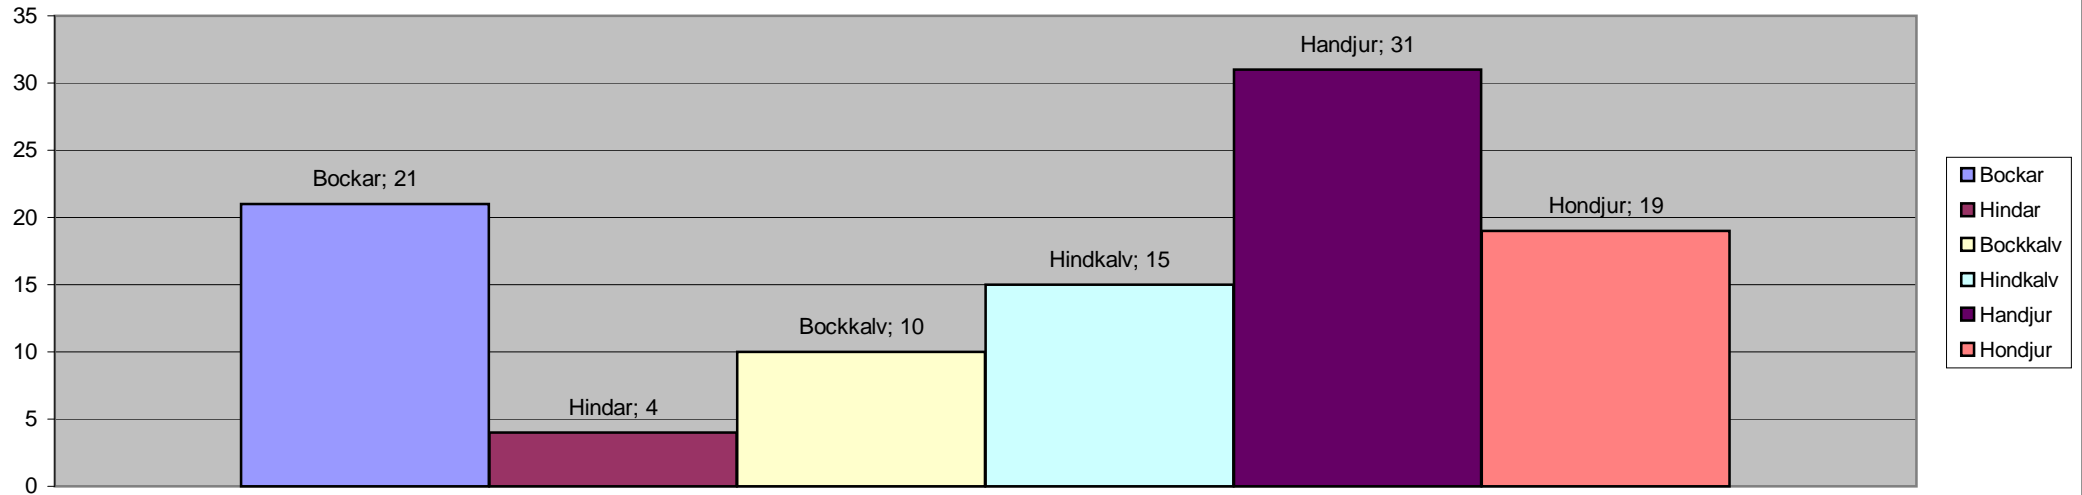 35
30
25
20
15
10
5
0
Bockar; 21
Hindar; 4
Bockkalv; 10
Hindkalv; 15
Handjur; 31
Hondjur; 19
Bockar
Hindar
Bockkalv
Hindkalv
Handjur
Hondjur